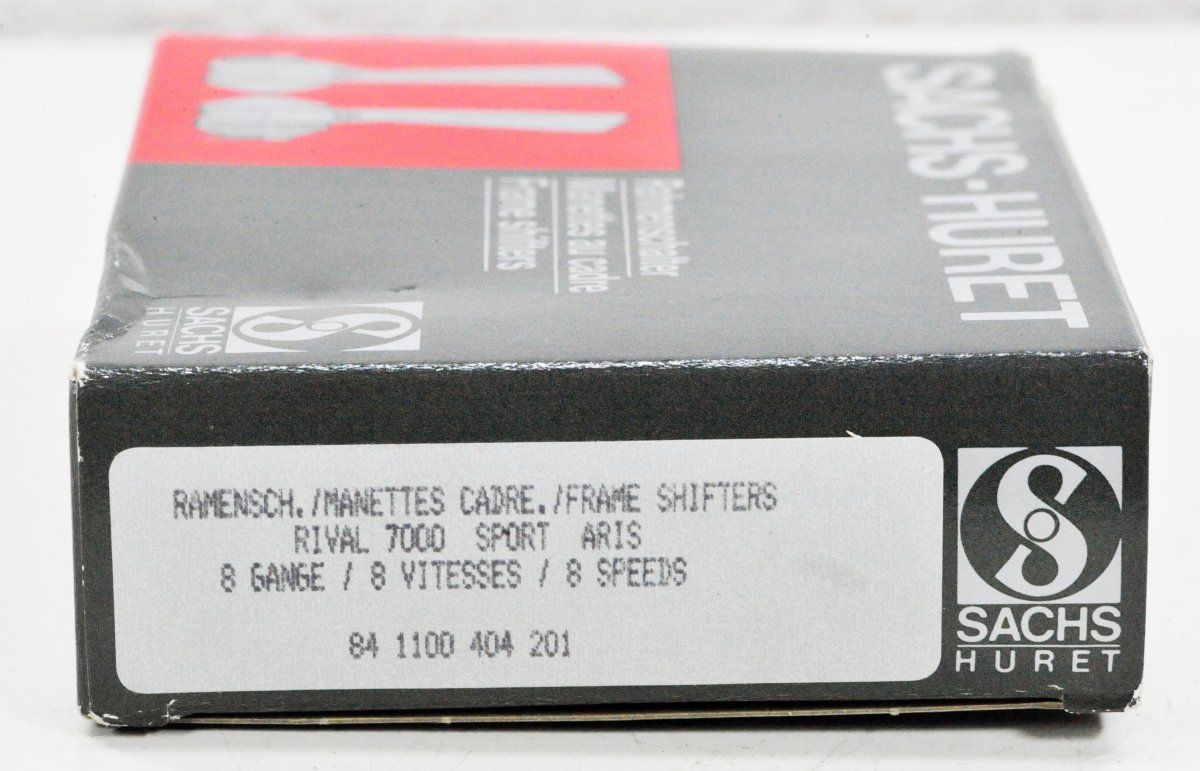 SACHS-HURET
Rahmenschalter
Manettes au cadre
Frame shifters
SACHS
HURET
RAMENSCH./MANETTES CADRE./FRAME SHIFTERS
RIVAL 7000 SPORT ARIS
8 GANGE / 8 VITESSES / 8 SPEEDS
84 1100 404 201
SACHS
HURET